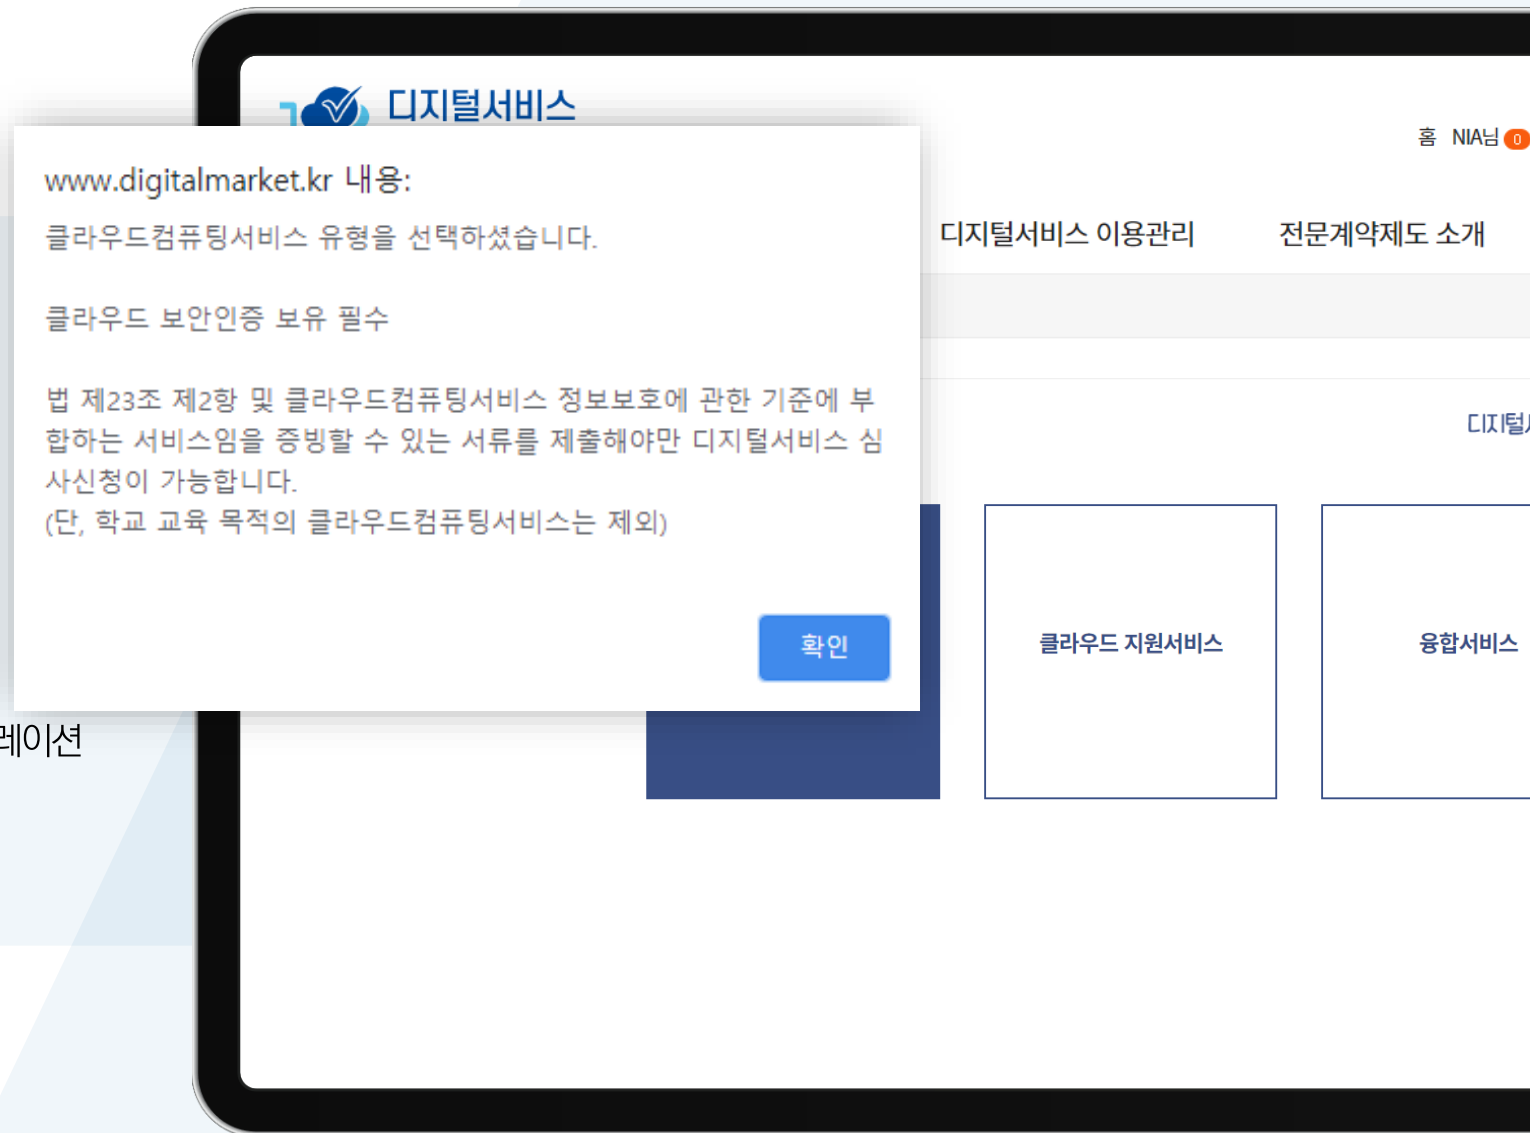 디지털서비스
홈 NIA님 0
www.digitalmarket.kr 내용:
클라우드컴퓨팅서비스 유형을 선택하셨습니다.
클라우드 보안인증 보유 필수
법 제23조 제2항 및 클라우드컴퓨팅서비스 정보보호에 관한 기준에 부
합하는 서비스임을 증빙할 수 있는 서류를 제출해야만 디지털서비스 심
사신청이 가능합니다.
(단, 학교 교육 목적의 클라우드컴퓨팅서비스는 제외)
확인
디지털서비스 이용관리 전문계약제도 소개
디지털
클라우드 지원서비스
융합서비스
레이션